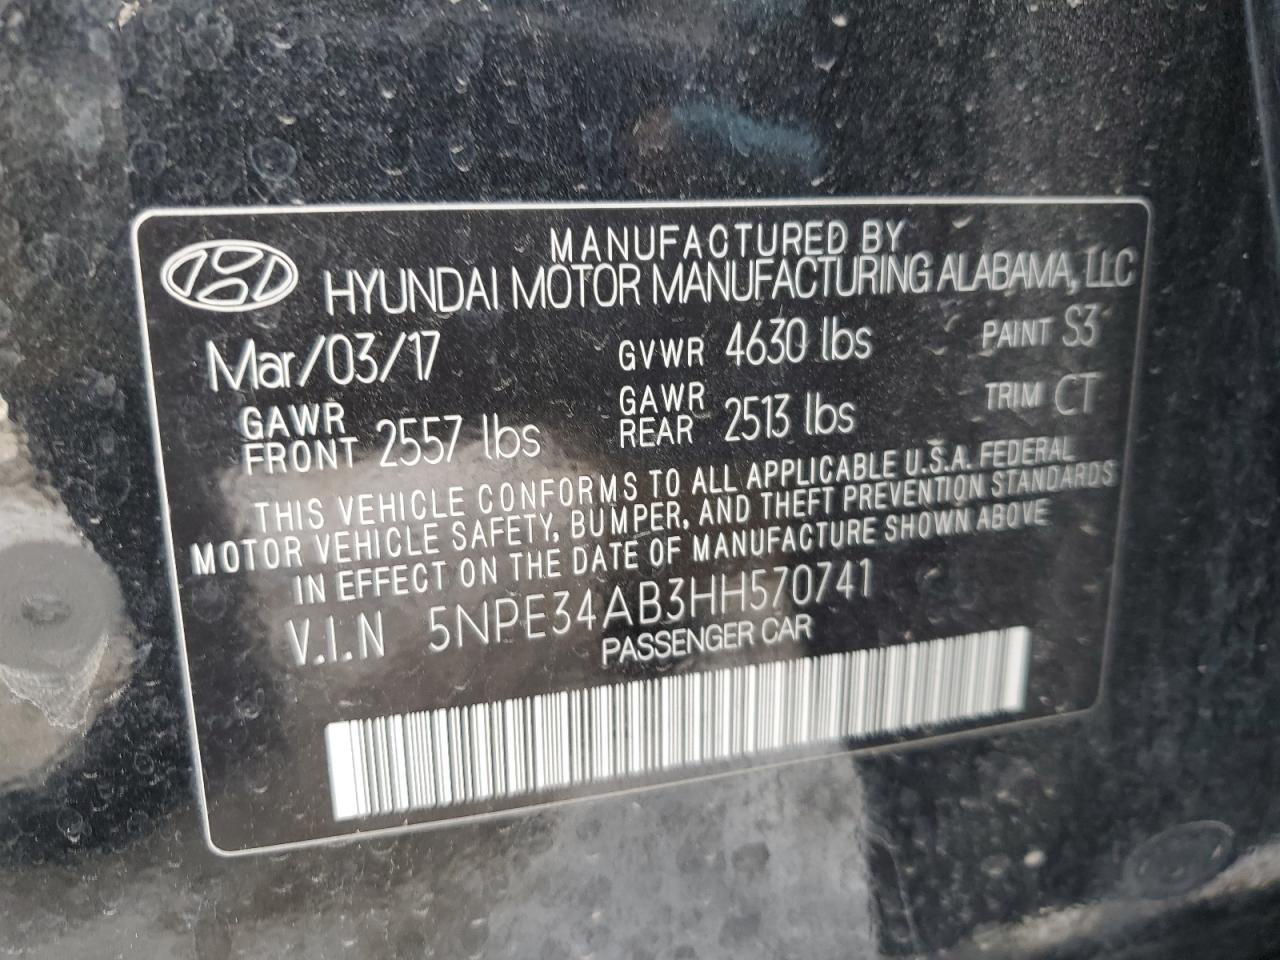 MANUFACTURED BY
HYUNDAI MOTOR MANUFACTURING ALABAMA, LLC
Mar/03/17 GVWR 4630 lbs PAINT S3
GAWR FRONT 2557 lbs GAWR REAR 2513 lbs TRIM CT
THIS VEHICLE CONFORMS TO ALL APPLICABLE U.S.A. FEDERAL
MOTOR VEHICLE SAFETY, BUMPER, AND THEFT PREVENTION STANDARDS
IN EFFECT ON THE DATE OF MANUFACTURE SHOWN ABOVE
V.I.N 5NPE34AB3HH570741
PASSENGER CAR